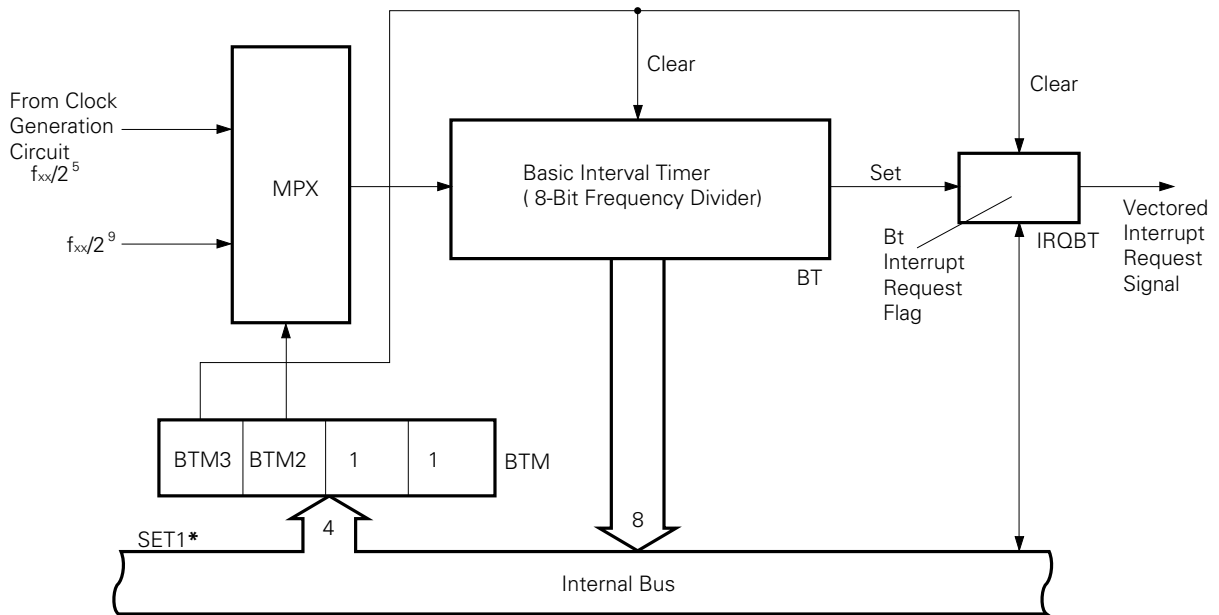 Clear
Clear
From Clock
Generation
Circuit
fxx/2⁵
MPX
Basic Interval Timer
( 8-Bit Frequency Divider)
Set
fxx/2⁹
BT
Bt
Interrupt
Request
Flag
IRQBT
Vectored
Interrupt
Request
Signal
BTM3
BTM2
1
1
BTM
4
8
SET1*
Internal Bus